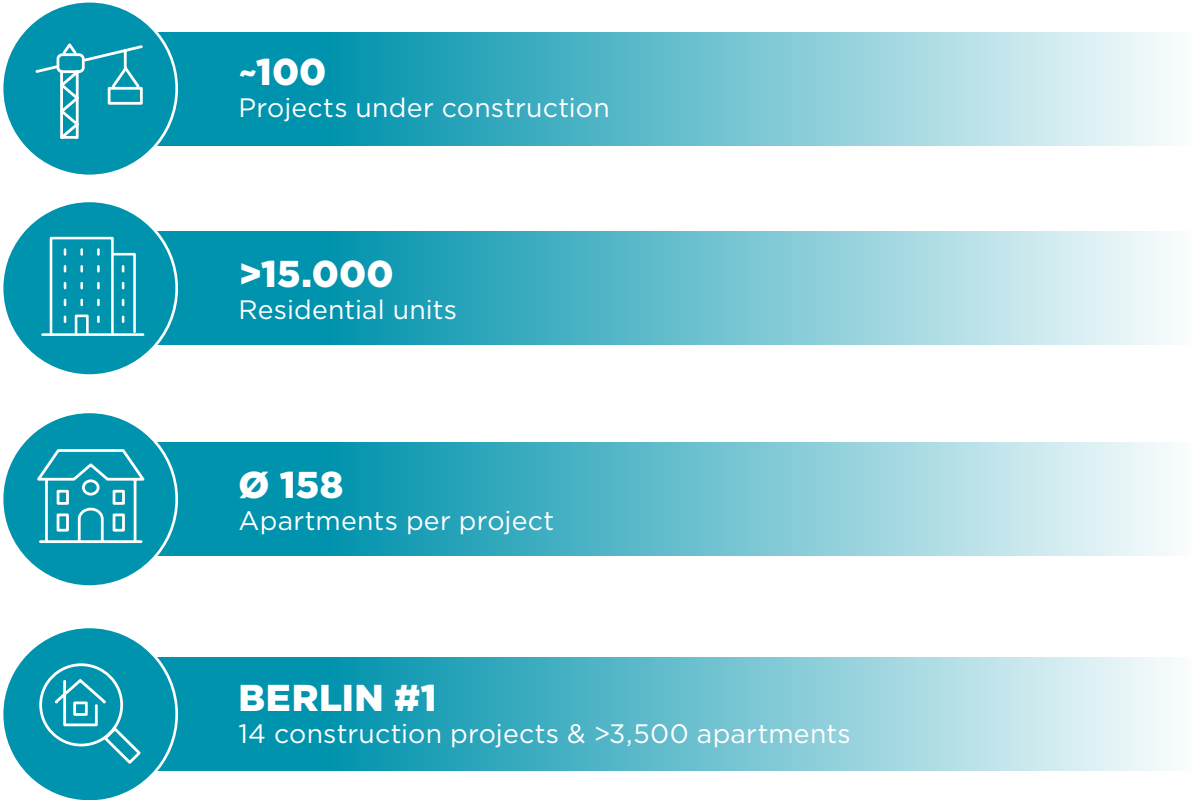 ~100
Projects under construction
>15.000
Residential units
Ø 158
Apartments per project
BERLIN #1
14 construction projects & >3,500 apartments